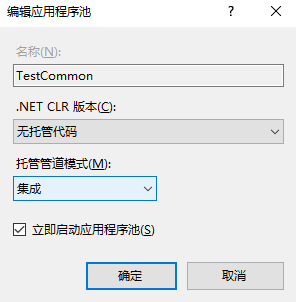 编辑应用程序池
? ×
名称(N):
TestCommon
.NET CLR 版本(C):
无托管代码
托管管道模式(M):
集成
立即启动应用程序池(S)
确定 取消